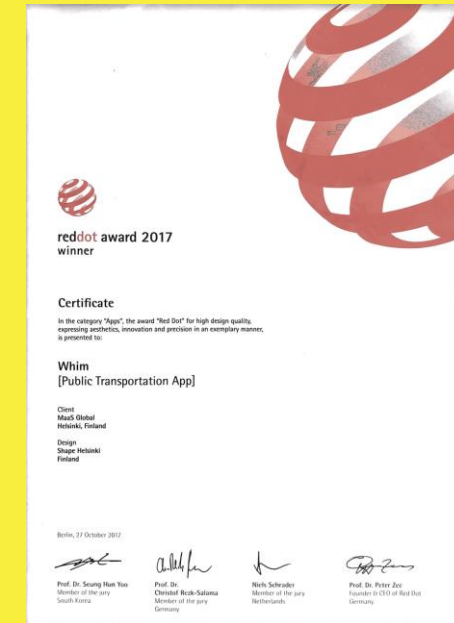 reddot award 2017
winner
Certificate
In the category "Apps", the award "Red Dot" for high design quality,
expressing aesthetics, innovation and precision in an exemplary manner,
is presented to:
Whim
[Public Transportation App]
Client
MaaS Global
Helsinki, Finland
Design
Shape Helsinki
Finland
Berlin, 27 October 2017
Prof. Dr. Seung Hun Yoo
Member of the jury
South Korea
Prof. Dr.
Christof Rezk-Salama
Member of the jury
Germany
Niels Schrader
Member of the jury
Netherlands
Prof. Dr. Peter Zec
Founder & CEO of Red Dot
Germany